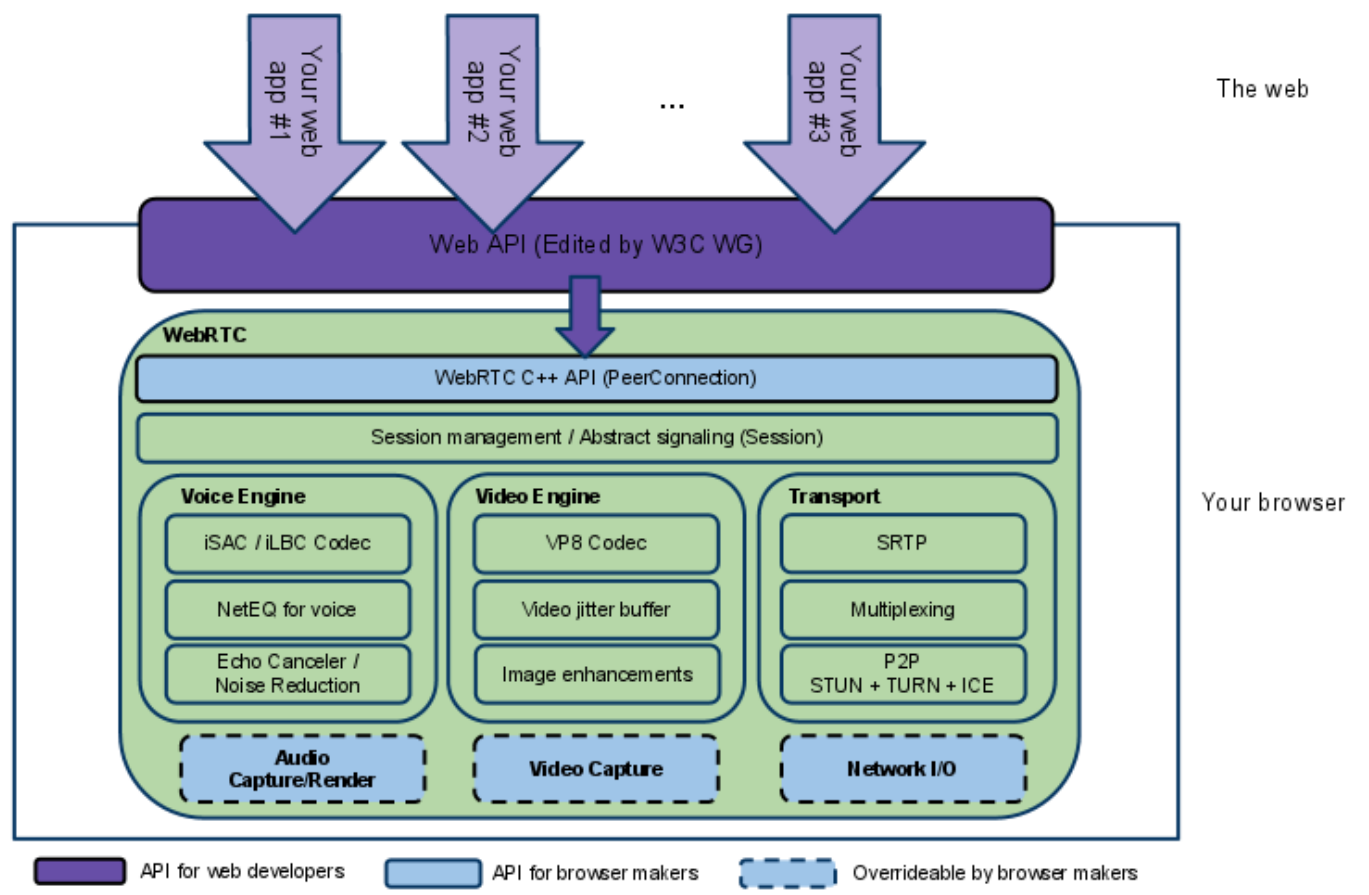 Your web
app #1
Your web
app #2
...
Your web
app #3
The web
Web API (Edited by W3C WG)
WebRTC
WebRTC C++ API (PeerConnection)
Session management / Abstract signaling (Session)
Voice Engine
iSAC / iLBC Codec
NetEQ for voice
Echo Canceler /
Noise Reduction
Video Engine
VP8 Codec
Video jitter buffer
Image enhancements
Transport
SRTP
Multiplexing
P2P
STUN + TURN + ICE
Your browser
Audio
Capture/Render
Video Capture
Network I/O
API for web developers
API for browser makers
Overrideable by browser makers